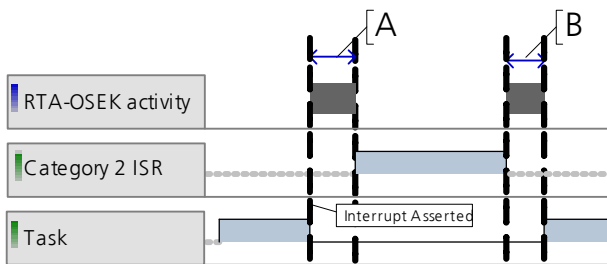 A
B
RTA-OSEK activity
Category 2 ISR
Interrupt Asserted
Task